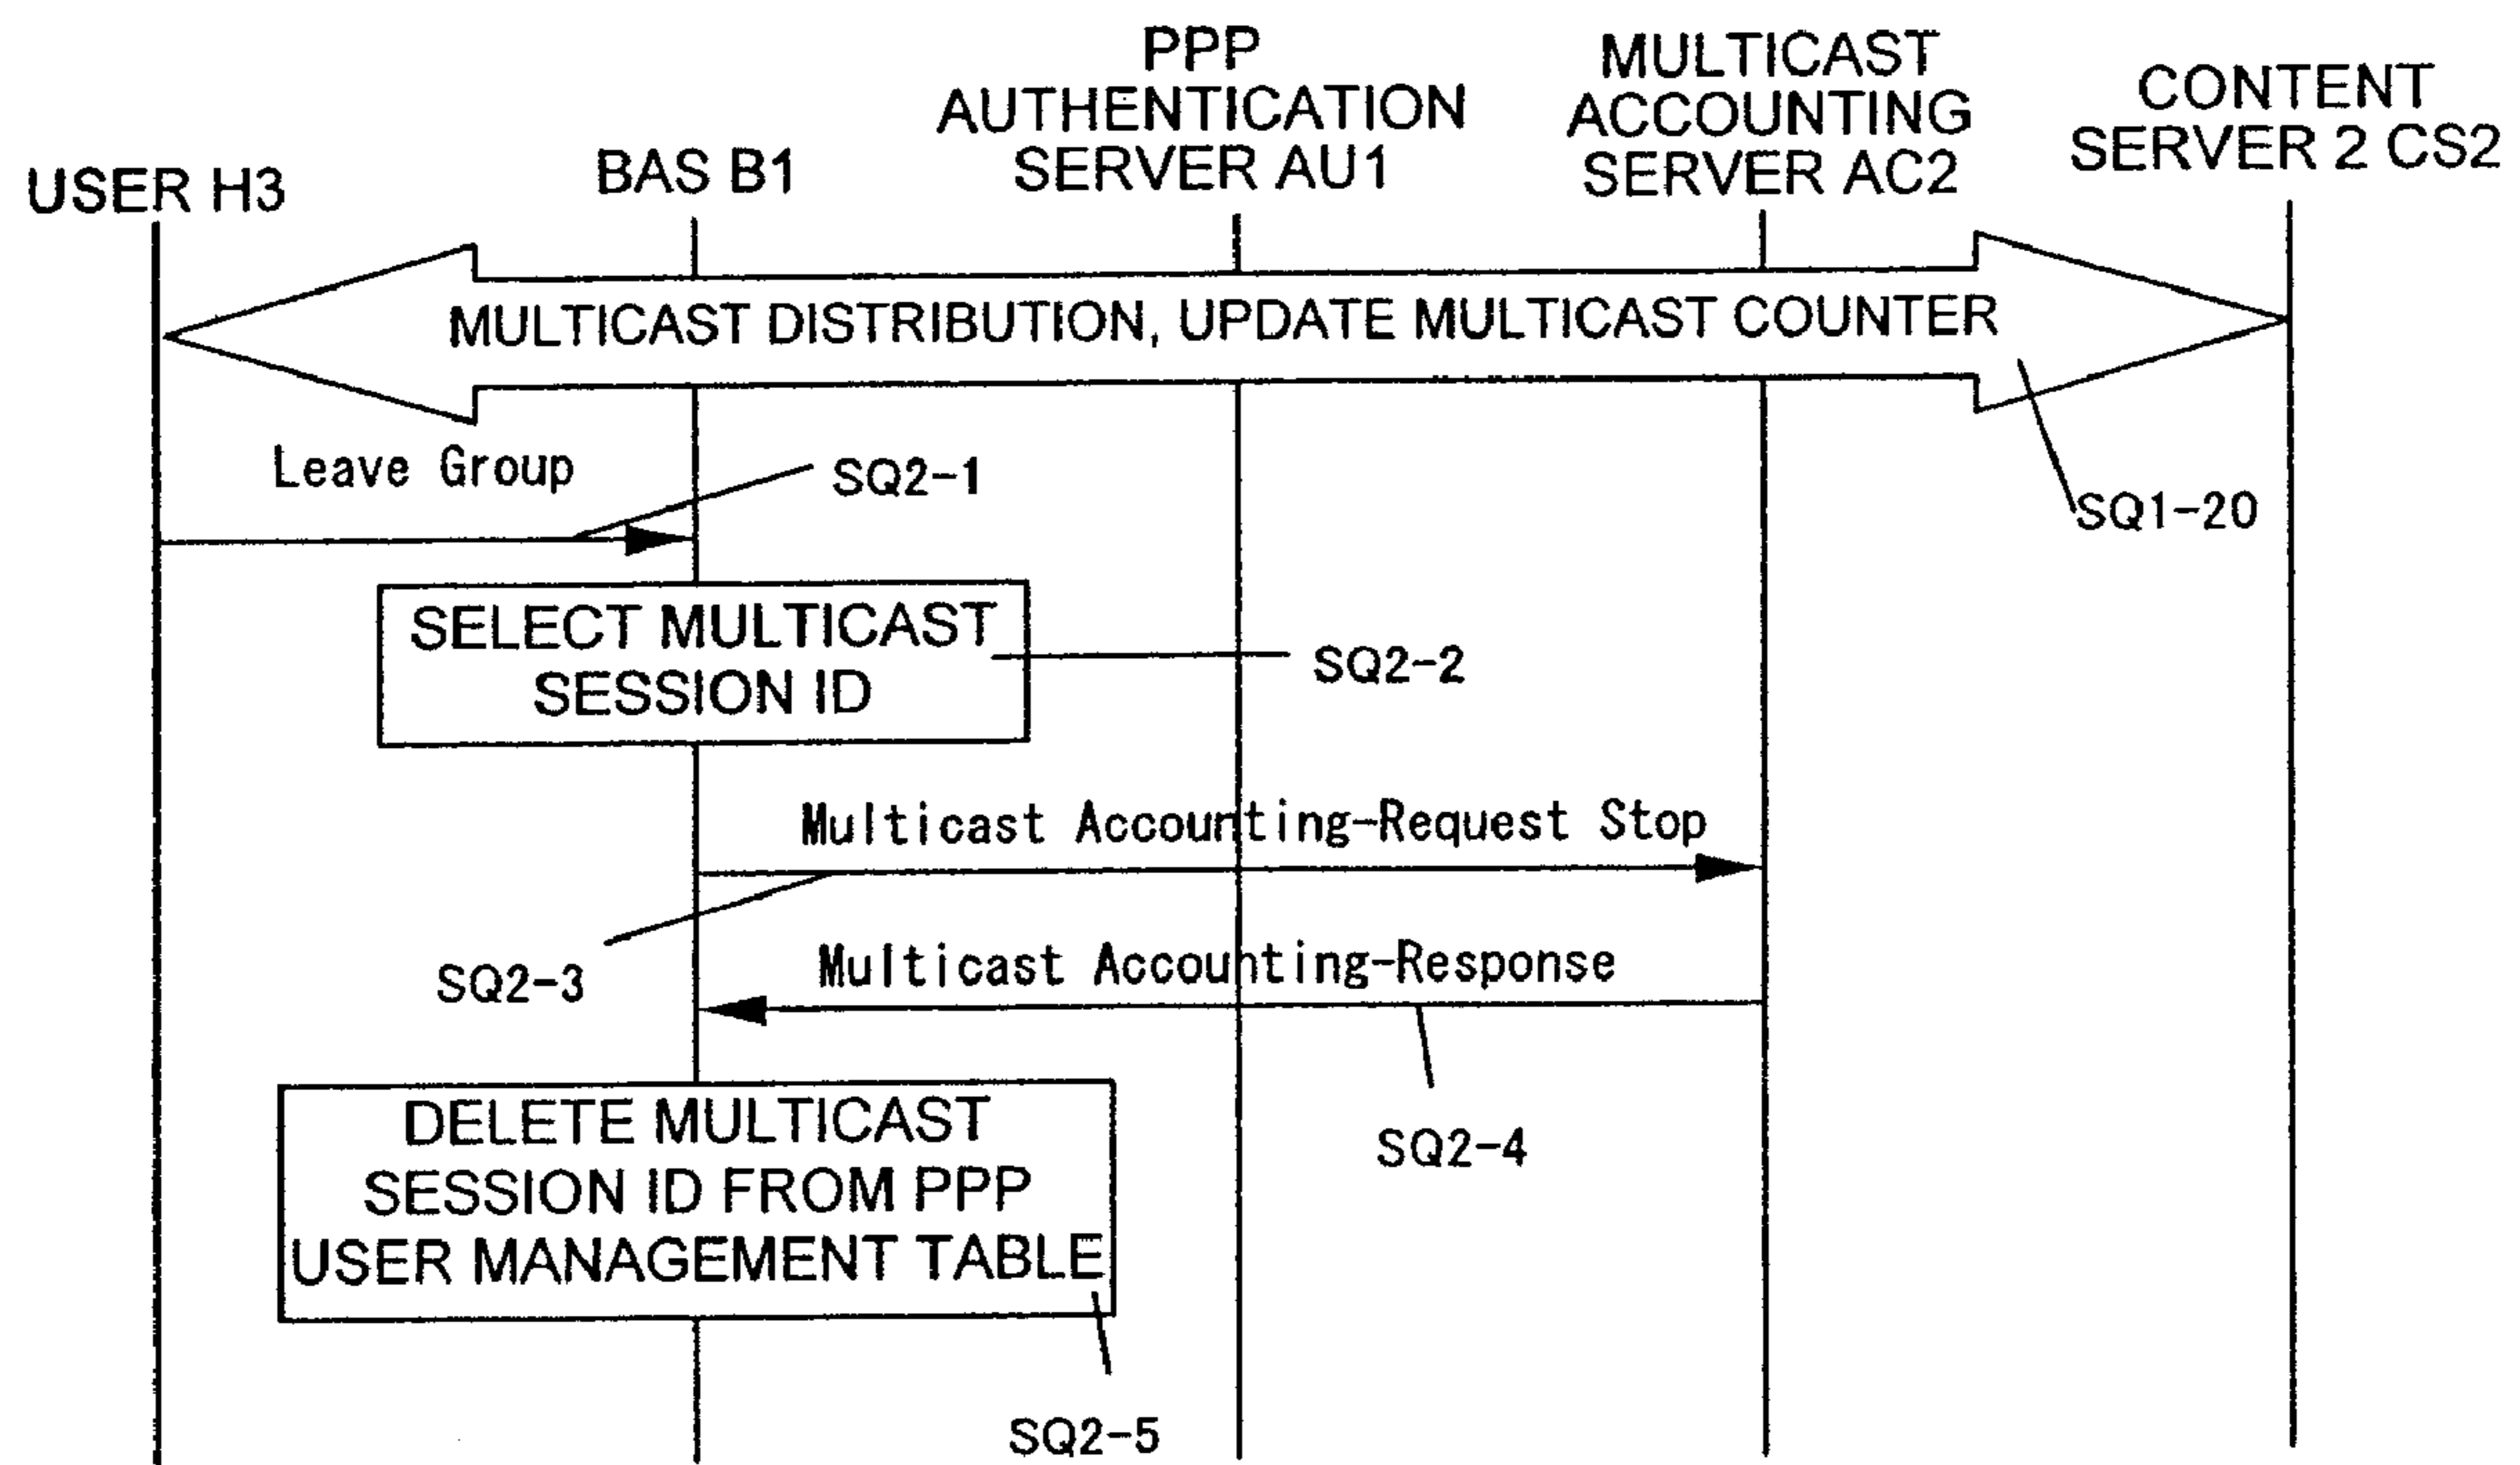 USER H3
BAS B1
PPP
AUTHENTICATION
SERVER AU1
MULTICAST
ACCOUNTING
SERVER AC2
CONTENT
SERVER 2 CS2
MULTICAST DISTRIBUTION, UPDATE MULTICAST COUNTER
SQ1-20
Leave Group
SQ2-1
SELECT MULTICAST
SESSION ID
SQ2-2
Multicast Accounting-Request Stop
SQ2-3
Multicast Accounting-Response
SQ2-4
DELETE MULTICAST
SESSION ID FROM PPP
USER MANAGEMENT TABLE
SQ2-5